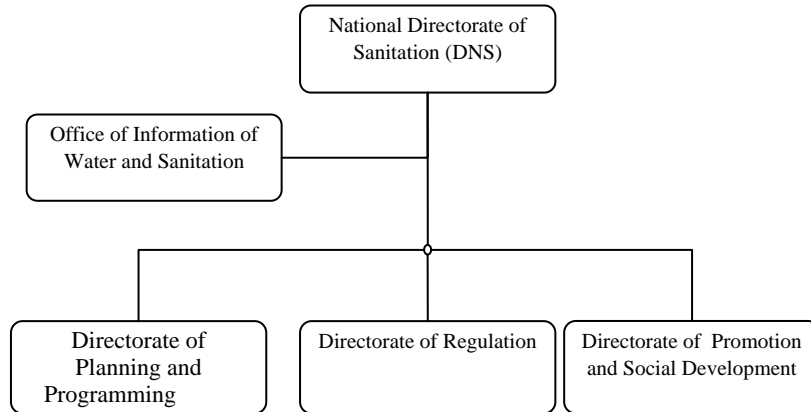 National Directorate of
Sanitation (DNS)
Office of Information of
Water and Sanitation
Directorate of
Planning and
Programming
Directorate of Regulation
Directorate of Promotion
and Social Development